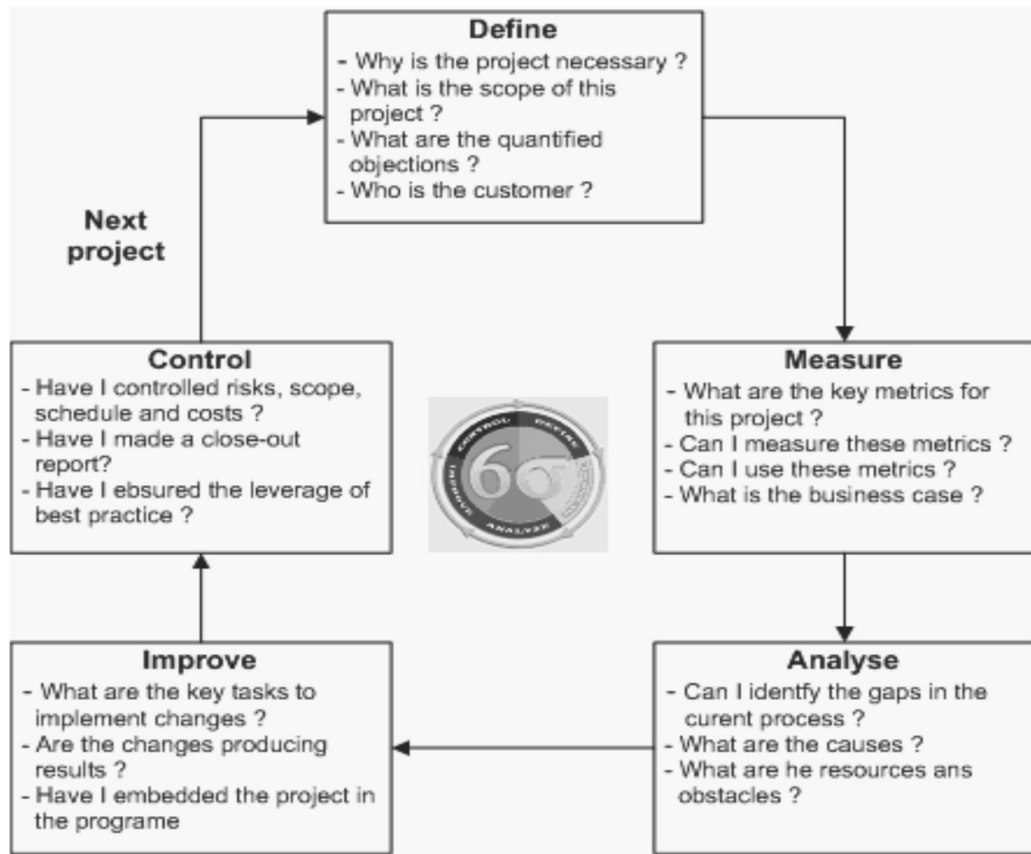 Define
- Why is the project necessary ?
- What is the scope of this
project ?
- What are the quantified
objections ?
- Who is the customer ?
Next
project
Control
- Have I controlled risks, scope,
schedule and costs ?
- Have I made a close-out
report?
- Have I ebsured the leverage of
best practice ?
Measure
- What are the key metrics for
this project ?
- Can I measure these metrics ?
- Can I use these metrics ?
- What is the business case ?
CONTROL
DEFINE
6σ
IMPROVE
Improve
- What are the key tasks to
implement changes ?
- Are the changes producing
results ?
- Have I embedded the project in
the programe
Analyse
- Can I identfy the gaps in the
curent process ?
- What are the causes ?
- What are he resources ans
obstacles ?